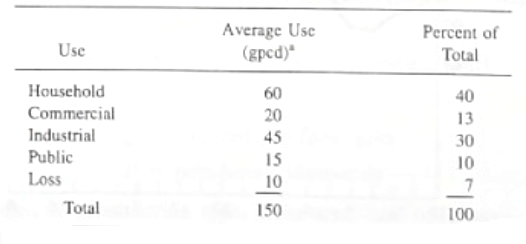 Average Use Percent of
Use (gpcd)a Total
Household 60 40
Commercial 20 13
Industrial 45 30
Public 15 10
Loss 10 7
Total 150 100